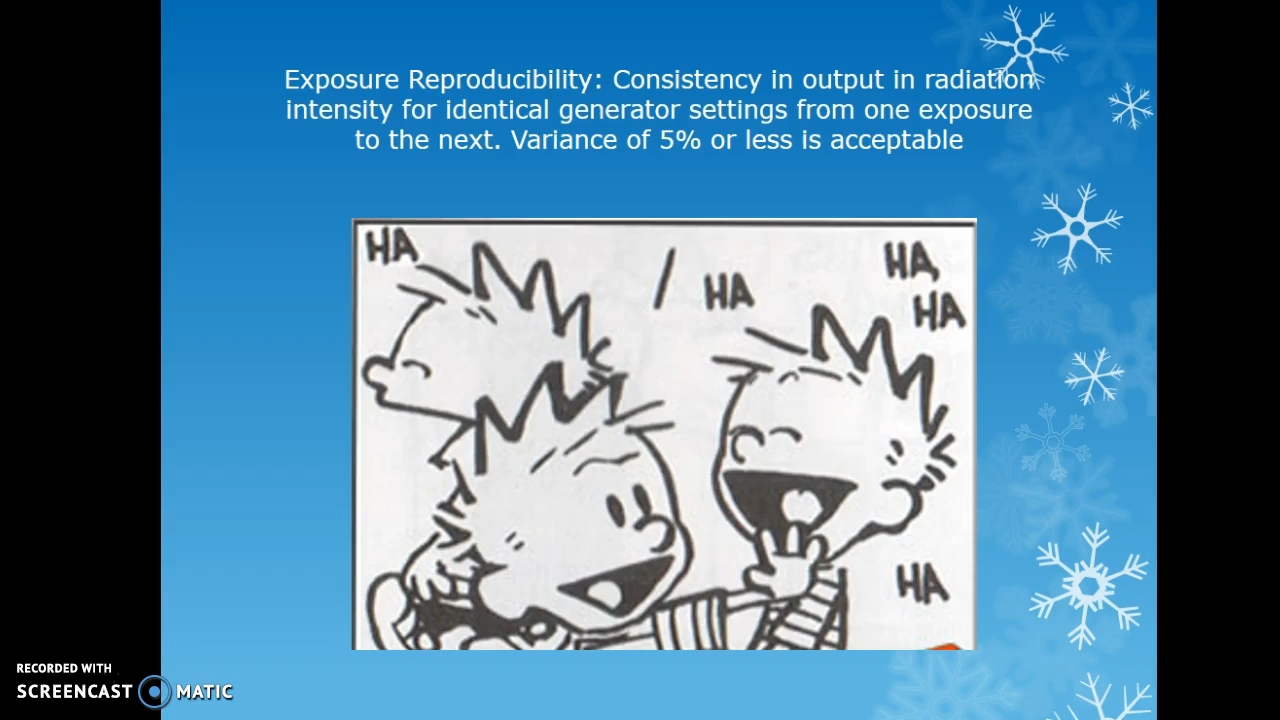 Exposure Reproducibility: Consistency in output in radiation
intensity for identical generator settings from one exposure
to the next. Variance of 5% or less is acceptable
HA
HA
HA
HA
HA
RECORDED WITH
SCREENCAST MATIC